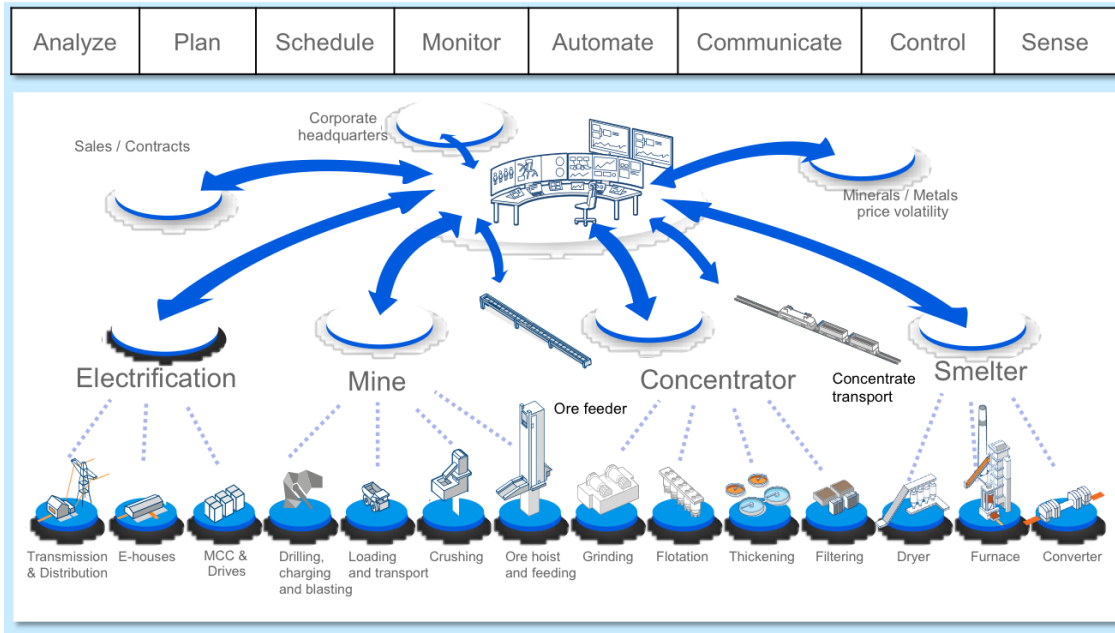 Analyze
Plan
Schedule
Monitor
Automate
Communicate
Control
Sense
Corporate
headquarters
Sales / Contracts
Minerals / Metals
price volatility
Electrification
Mine
Concentrator
Smelter
Concentrate
transport
Ore feeder
Transmission
& Distribution
E-houses
MCC &
Drives
Drilling,
charging
and blasting
Loading
and transport
Crushing
Ore hoist
and feeding
Grinding
Flotation
Thickening
Filtering
Dryer
Furnace
Converter